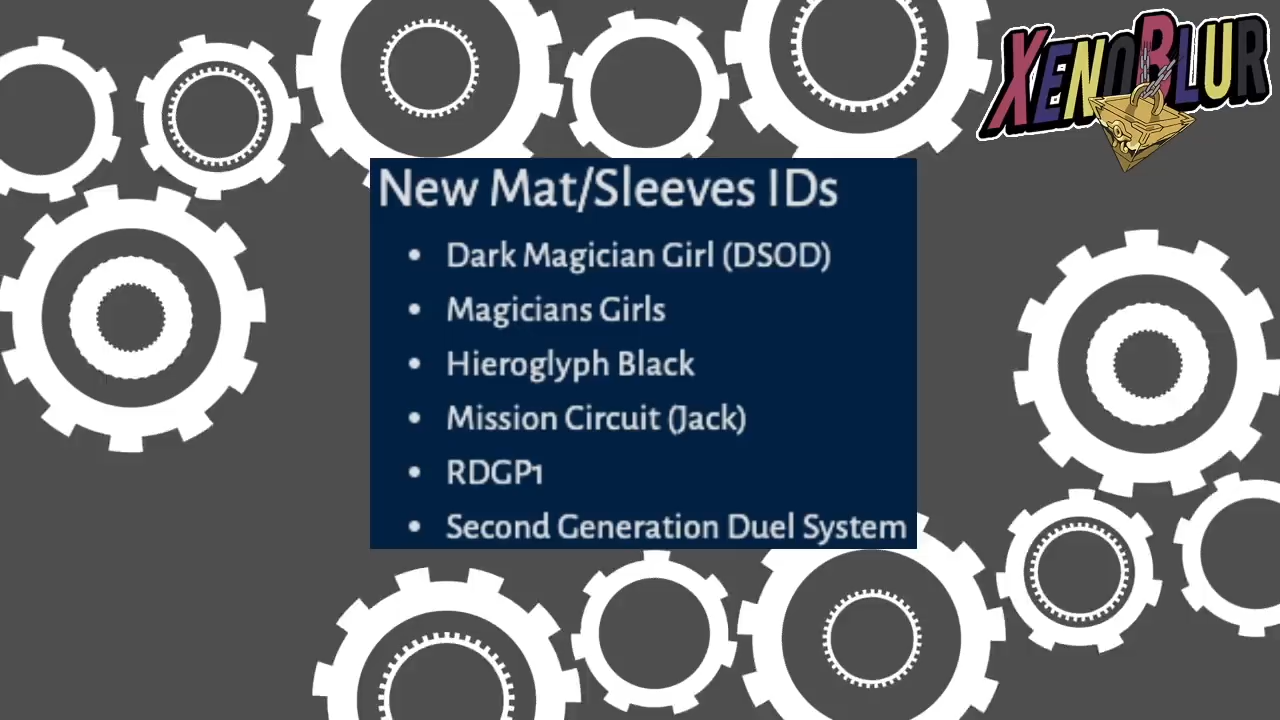 XENOBLUR
New Mat/Sleeves IDs
• Dark Magician Girl (DSOD)
• Magicians Girls
• Hieroglyph Black
• Mission Circuit (Jack)
• RDGP1
• Second Generation Duel System